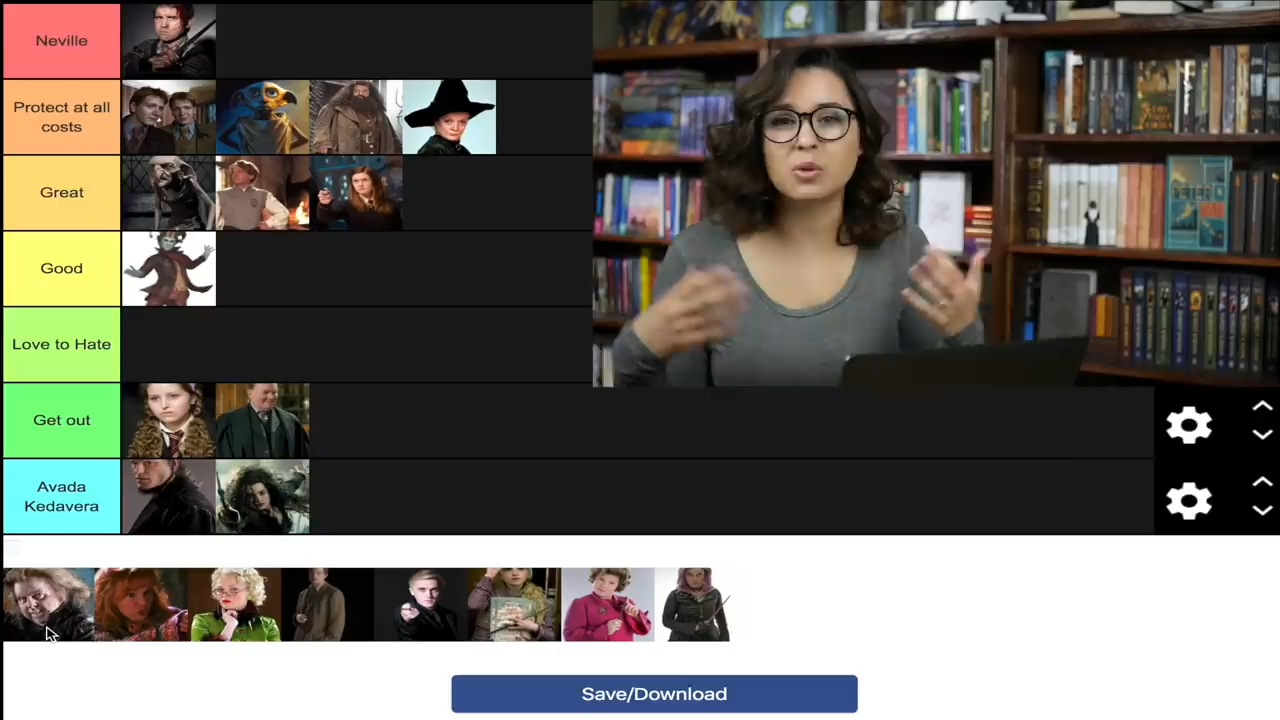 Neville
Protect at all
costs
Great
Good
Love to Hate
Get out
Avada
Kedavera
Save/Download